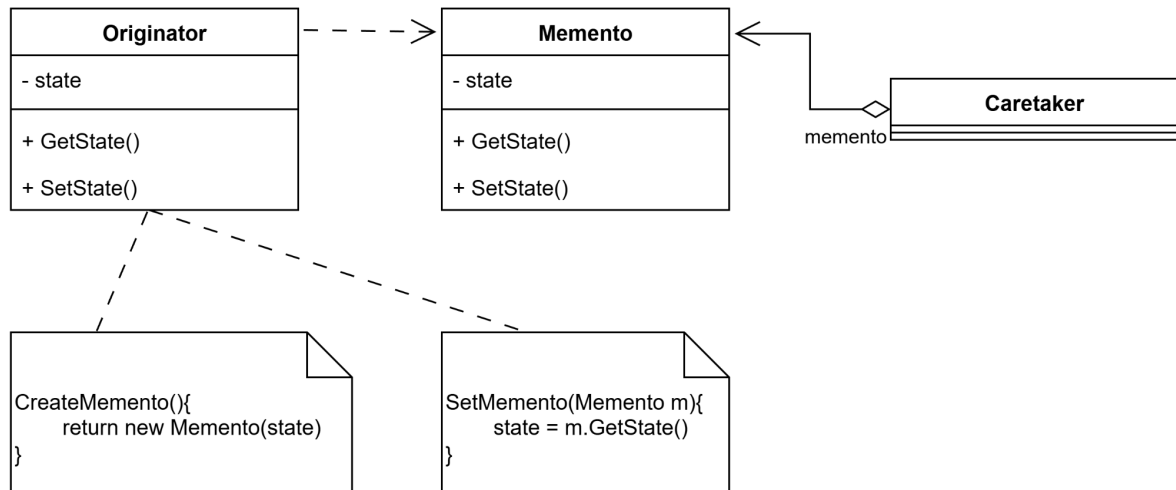 Originator
- state
+ GetState()
+ SetState()
Memento
- state
+ GetState()
+ SetState()
Caretaker
memento
CreateMemento(){
return new Memento(state)
}
SetMemento(Memento m){
state = m.GetState()
}